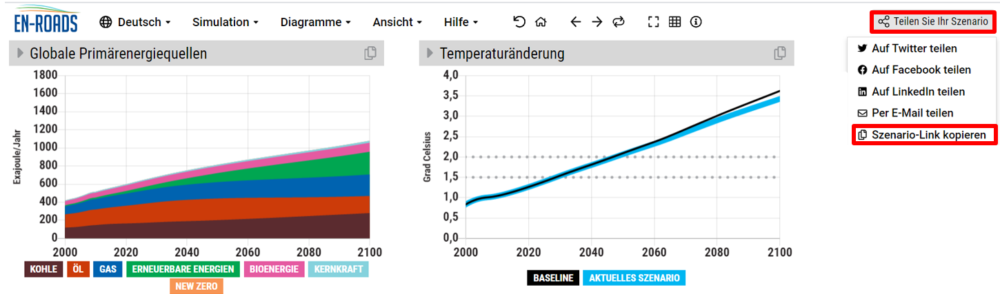 EN-ROADS
Deutsch
Simulation
Diagramme
Ansicht
Hilfe
Teilen Sie Ihr Szenario
Auf Twitter teilen
Auf Facebook teilen
Auf LinkedIn teilen
Per E-Mail teilen
Szenario-Link kopieren
Globale Primärenergiequellen
Exajoule/Jahr
1800
1600
1400
1200
1000
800
600
400
200
0
2000 2020 2040 2060 2080 2100
KOHLE ÖL GAS ERNEUERBARE ENERGIEN BIOENERGIE KERNKRAFT
NEW ZERO
Temperaturänderung
Grad Celsius
4,0
3,5
3,0
2,5
2,0
1,5
1,0
0,5
0,0
2000 2020 2040 2060 2080 2100
BASELINE AKTUELLES SZENARIO